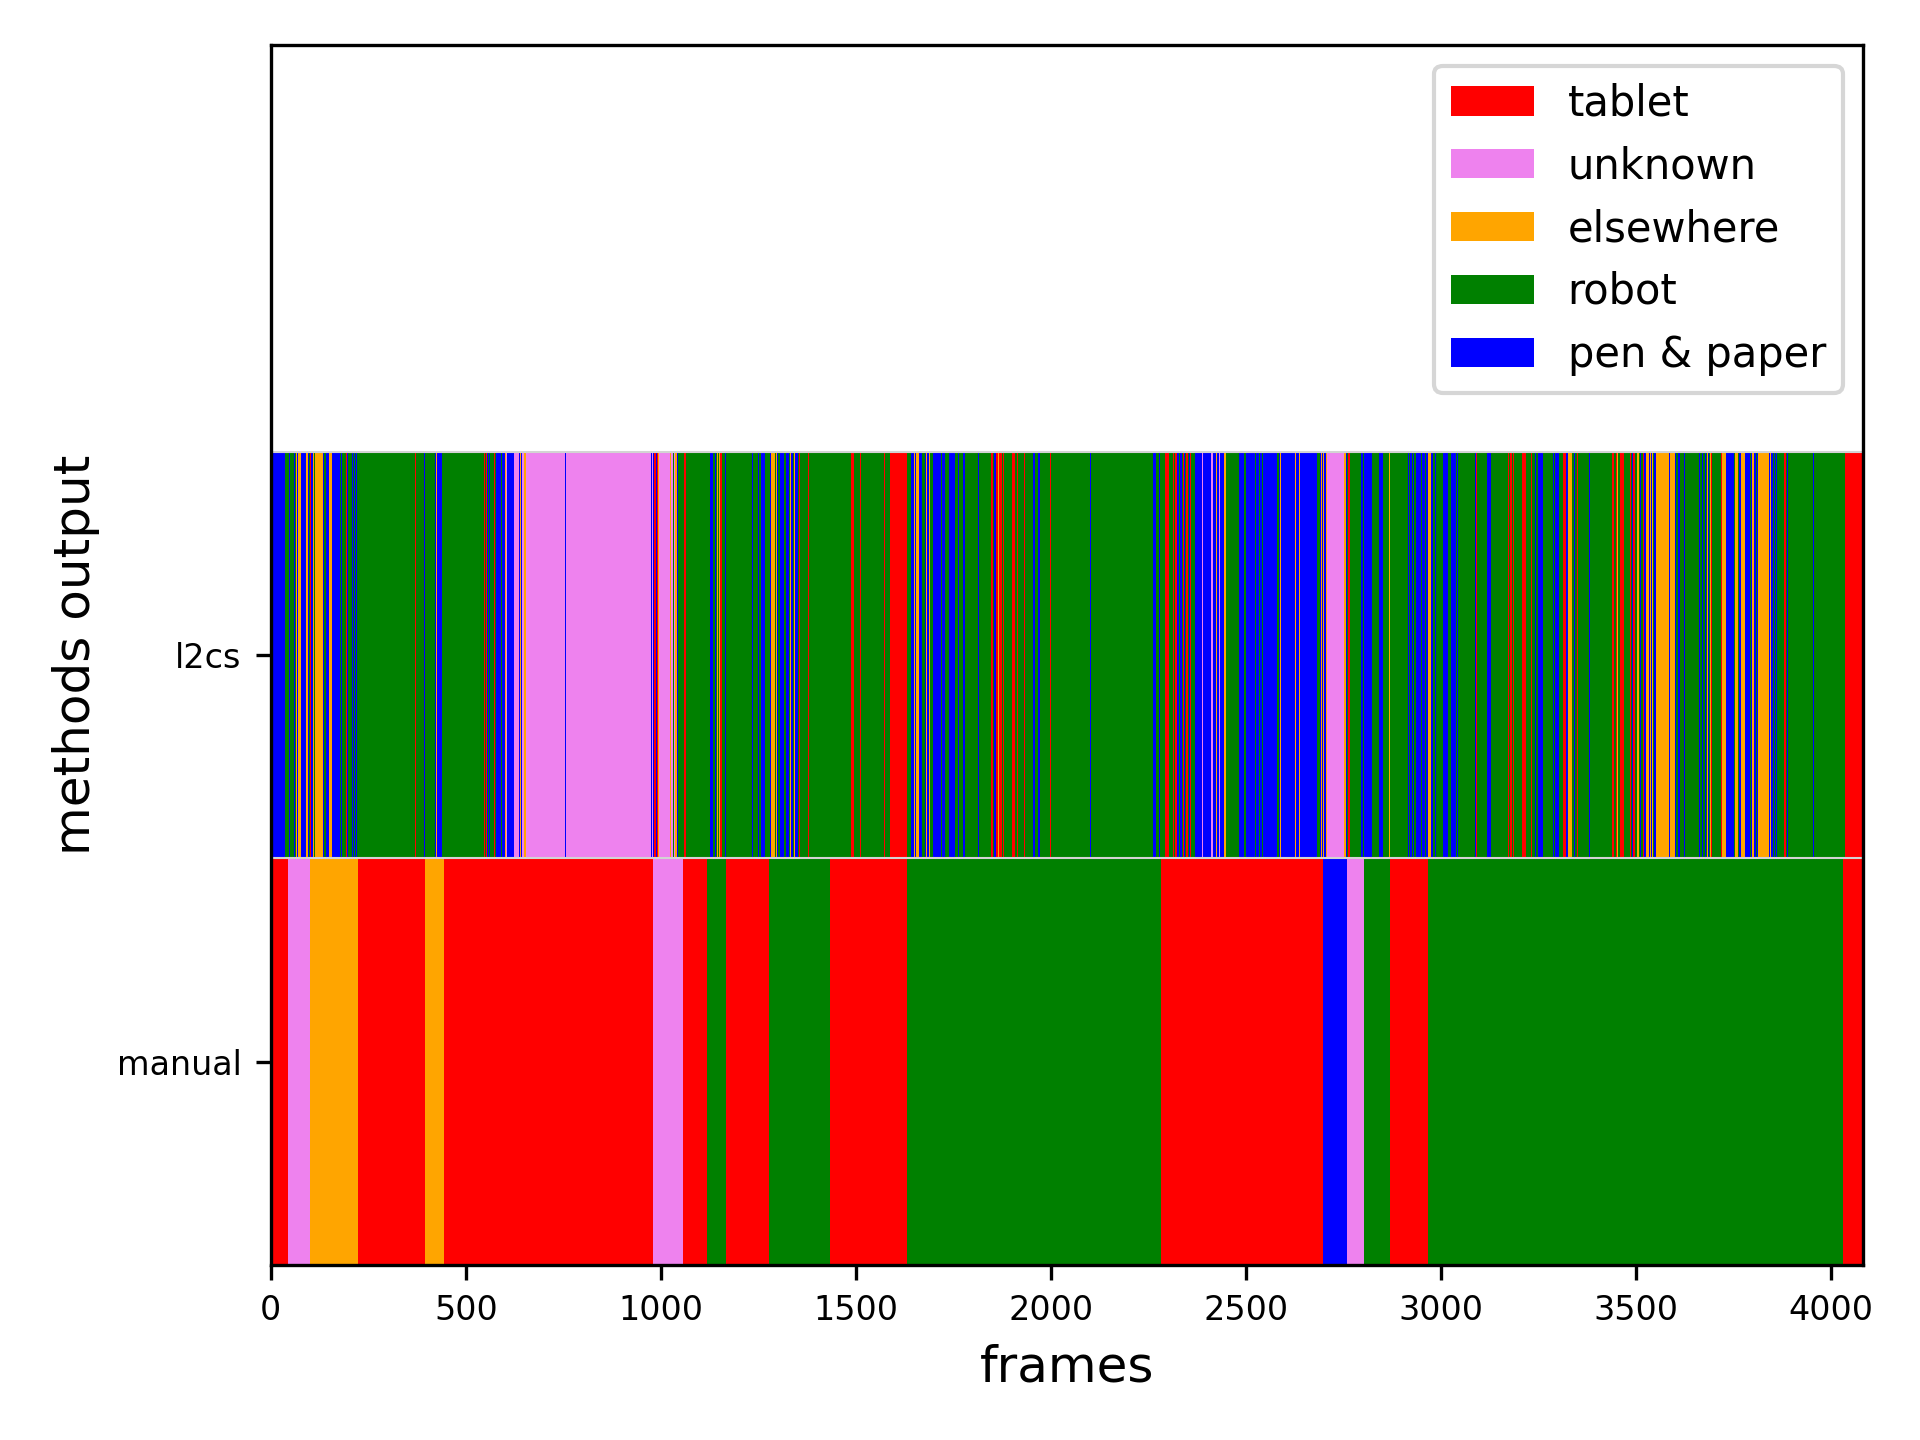 tablet
unknown
elsewhere
robot
pen & paper
methods output
l2cs
manual
0 500 1000 1500 2000 2500 3000 3500 4000
frames